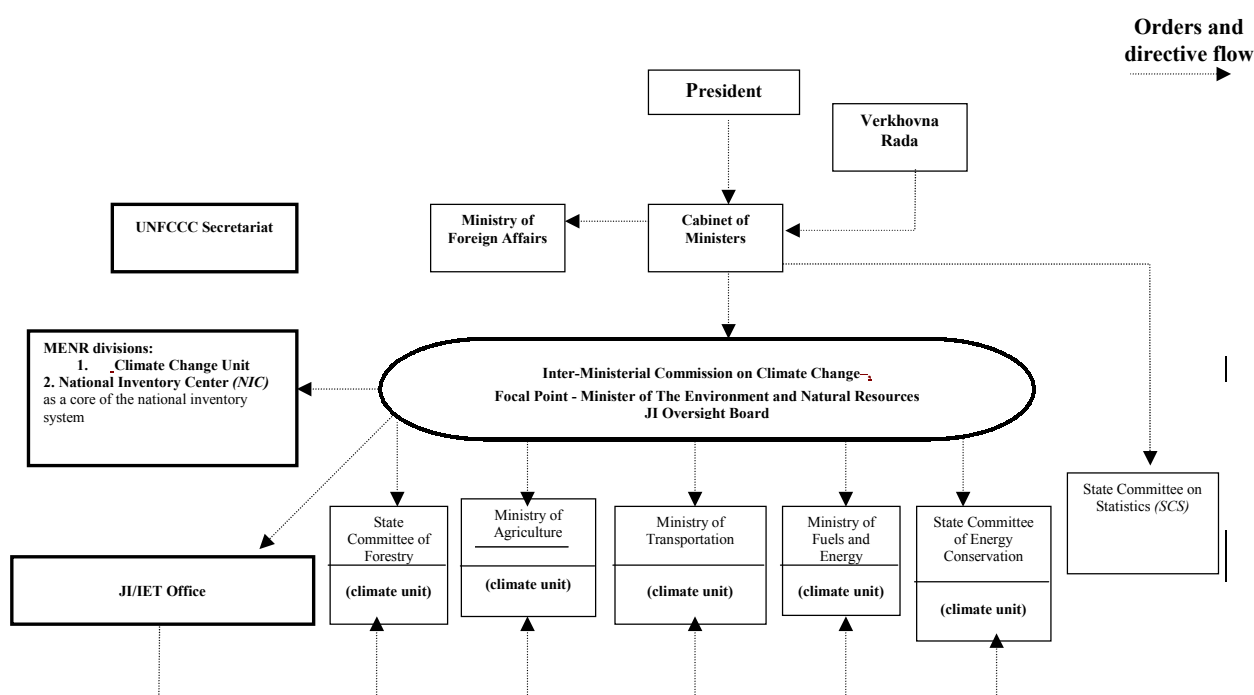 Orders and
directive flow
President
Verkhovna
Rada
UNFCCC Secretariat
Ministry of
Foreign Affairs
Cabinet of
Ministers
MENR divisions:
1. Climate Change Unit
2. National Inventory Center (NIC)
as a core of the national inventory
system
Inter-Ministerial Commission on Climate Change–.
Focal Point - Minister of The Environment and Natural Resources
JI Oversight Board
State Committee on
Statistics (SCS)
State
Committee of
Forestry
(climate unit)
Ministry of
Agriculture
(climate unit)
Ministry of
Transportation
(climate unit)
Ministry of
Fuels and
Energy
(climate unit)
State Committee
of Energy
Conservation
(climate unit)
JI/IET Office